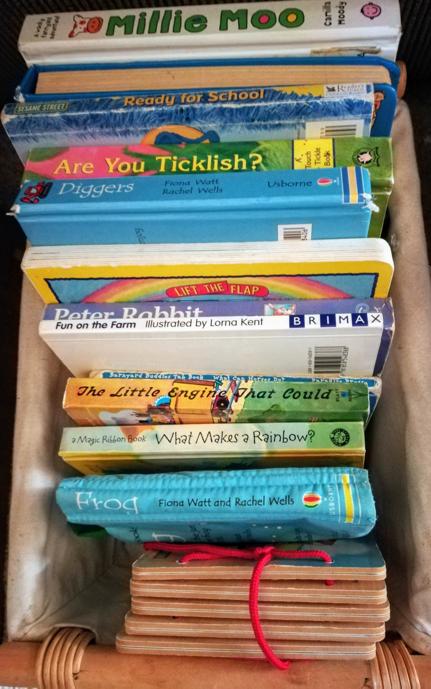 Millie Moo
Camilla
Moody
SESAME STREET
Ready for School
Are You Ticklish?
A
Touch
Tickle
Book
Diggers
Fiona Watt
Rachel Wells
Usborne
LIFT THE FLAP
Peter Rabbit
Fun on the Farm Illustrated by Lorna Kent BRIMAX
Barnyard Buddies Tab Book
The Little Engine That Could
a Magic Ribbon Book What Makes a Rainbow?
Frog Fiona Watt and Rachel Wells